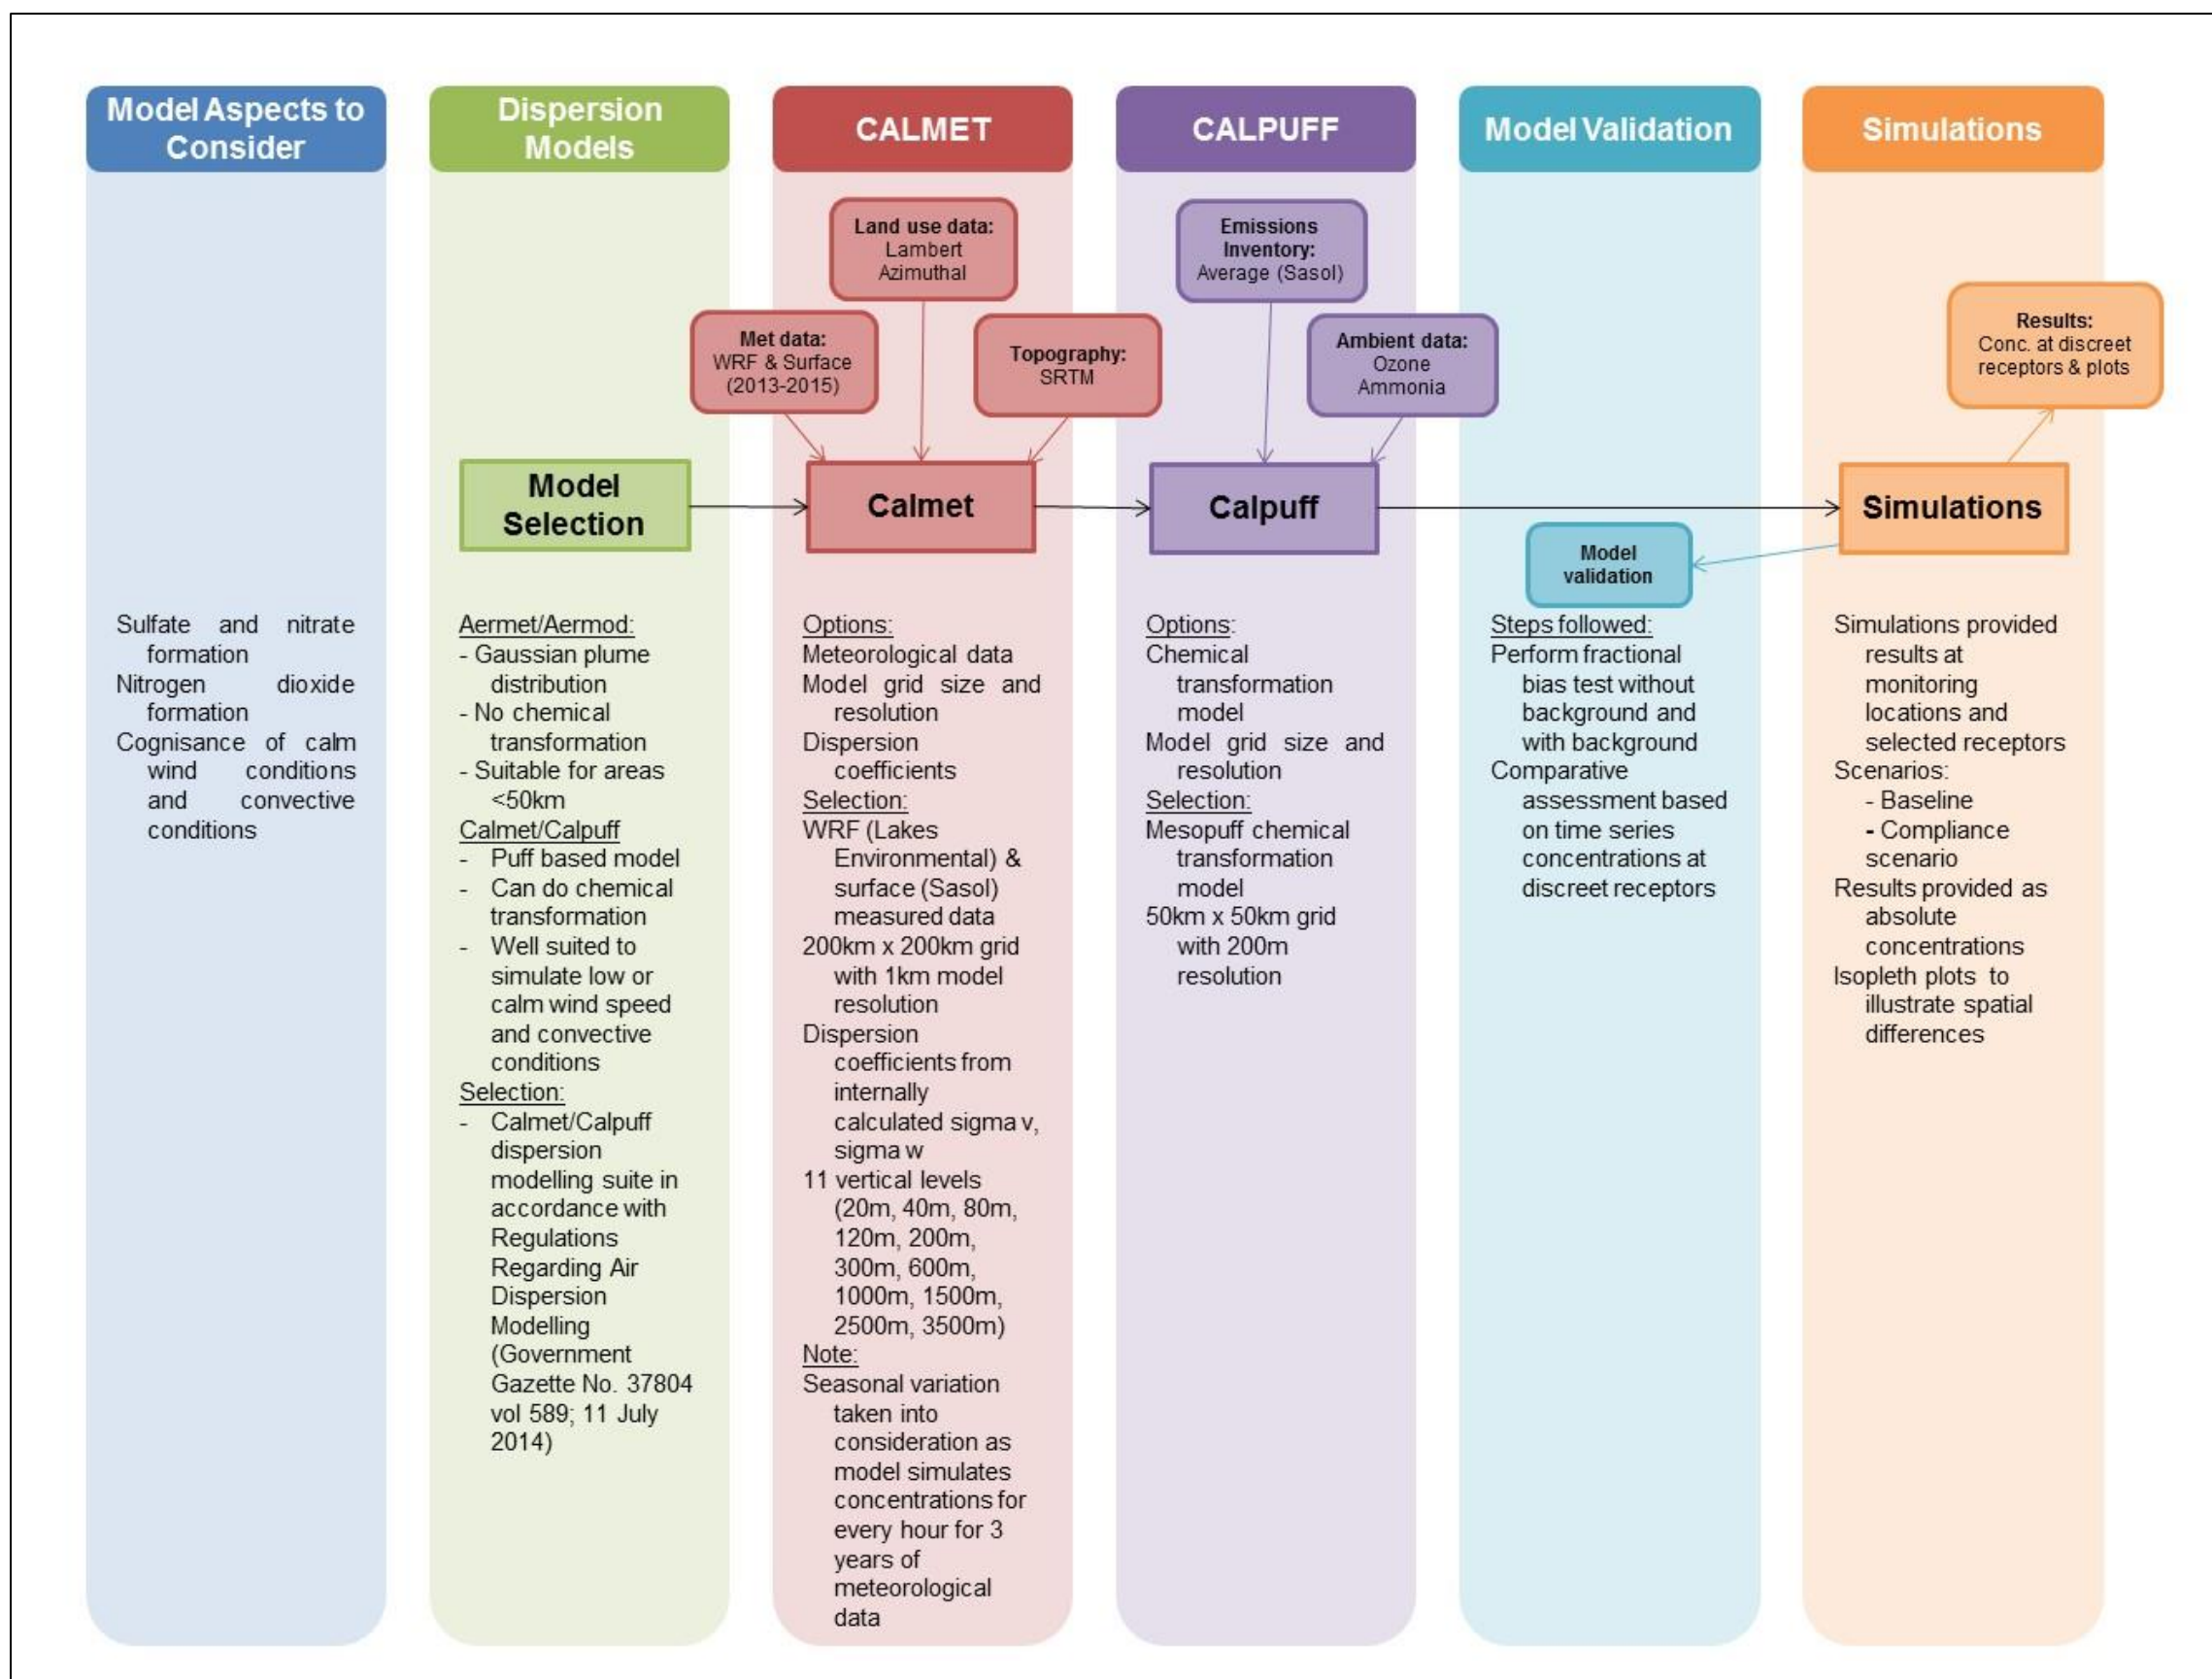 Model Aspects to
Consider
Dispersion
Models
CALMET
CALPUFF
Model Validation
Simulations
Land use data:
Lambert
Azimuthal
Met data:
WRF & Surface
(2013-2015)
Topography:
SRTM
Emissions
Inventory:
Average (Sasol)
Ambient data:
Ozone
Ammonia
Results:
Conc. at discreet
receptors & plots
Model
Selection
Calmet
Calpuff
Simulations
Model
validation
Sulfate and nitrate
formation
Nitrogen dioxide
formation
Cognisance of calm
wind conditions
and convective
conditions
Aermet/Aermod:
- Gaussian plume
distribution
- No chemical
transformation
- Suitable for areas
<50km
Calmet/Calpuff
- Puff based model
- Can do chemical
transformation
- Well suited to
simulate low or
calm wind speed
and convective
conditions
Selection:
- Calmet/Calpuff
dispersion
modelling suite in
accordance with
Regulations
Regarding Air
Dispersion
Modelling
(Government
Gazette No. 37804
vol 589; 11 July
2014)
Options:
Meteorological data
Model grid size and
resolution
Dispersion
coefficients
Selection:
WRF (Lakes
Environmental) &
surface (Sasol)
measured data
200km x 200km grid
with 1km model
resolution
Dispersion
coefficients from
internally
calculated sigma v,
sigma w
11 vertical levels
(20m, 40m, 80m,
120m, 200m,
300m, 600m,
1000m, 1500m,
2500m, 3500m)
Note:
Seasonal variation
taken into
consideration as
model simulates
concentrations for
every hour for 3
years of
meteorological
data
Options:
Chemical
transformation
model
Model grid size and
resolution
Selection:
Mesopuff chemical
transformation
model
50km x 50km grid
with 200m
resolution
Steps followed:
Perform fractional
bias test without
background and
with background
Comparative
assessment based
on time series
concentrations at
discreet receptors
Simulations provided
results at
monitoring
locations and
selected receptors
Scenarios:
- Baseline
- Compliance
scenario
Results provided as
absolute
concentrations
Isopleth plots to
illustrate spatial
differences